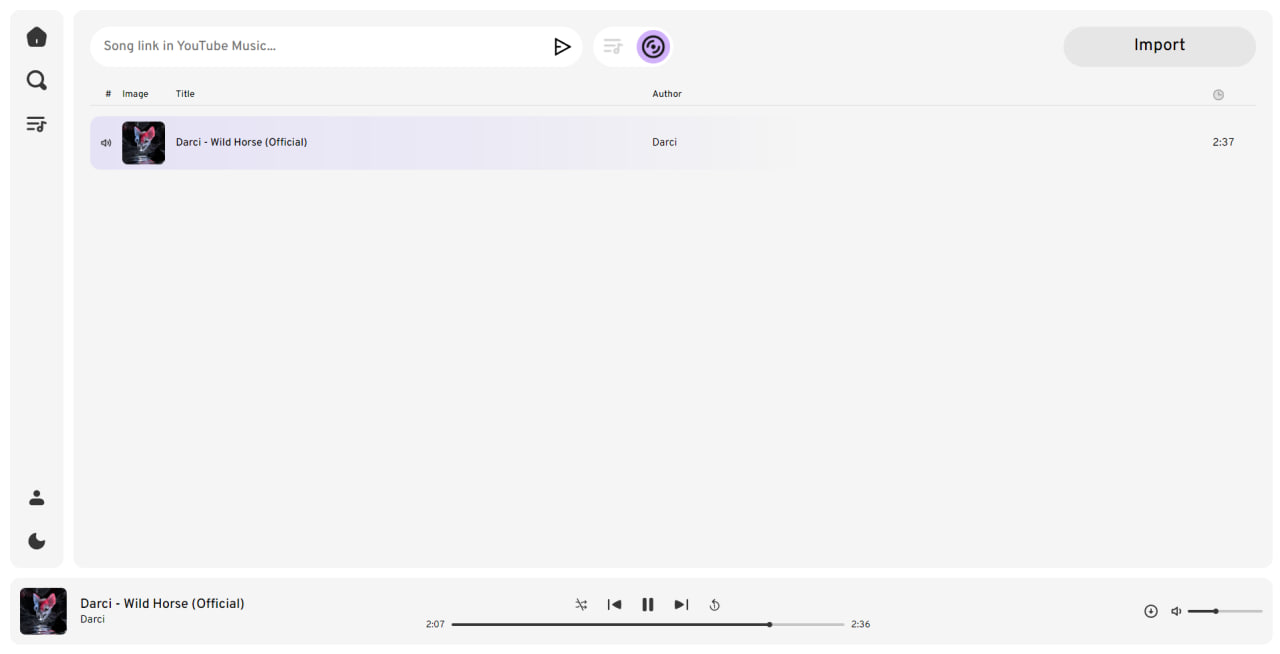 Song link in YouTube Music...
Import
# Image Title Author
Darci - Wild Horse (Official) Darci 2:37
Darci - Wild Horse (Official)
Darci
2:07 2:36